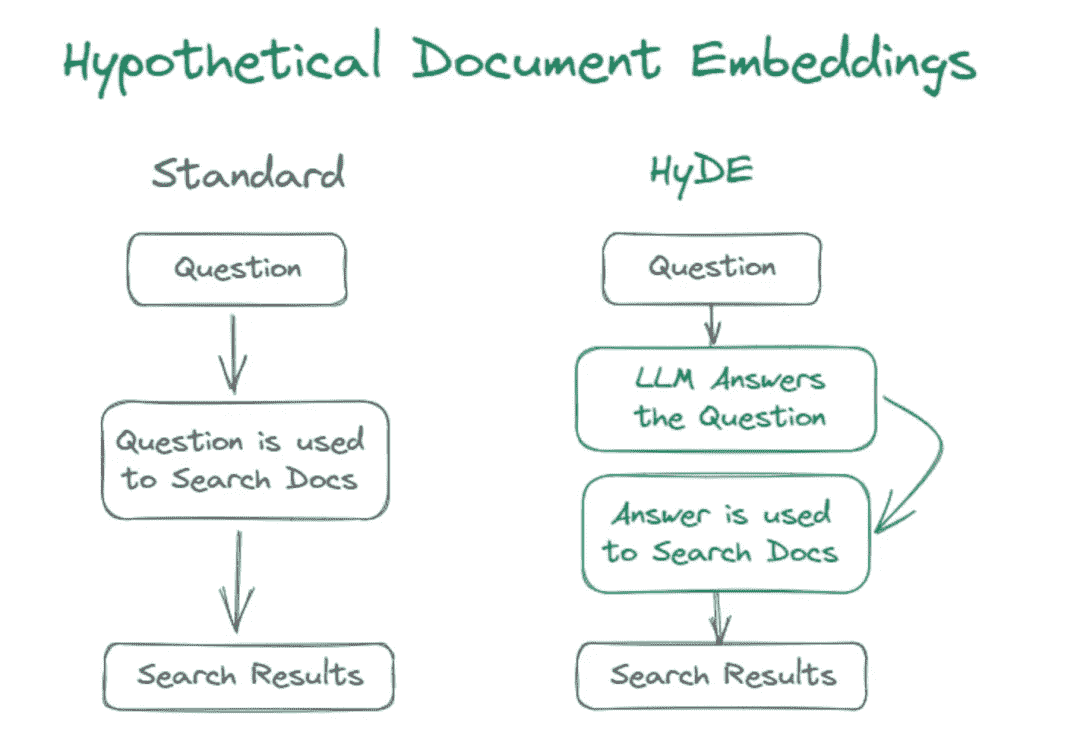 Hypothetical Document Embeddings
Standard
Question
Question is used
to Search Docs
Search Results
HyDE
Question
LLM Answers
the Question
Answer is used
to Search Docs
Search Results